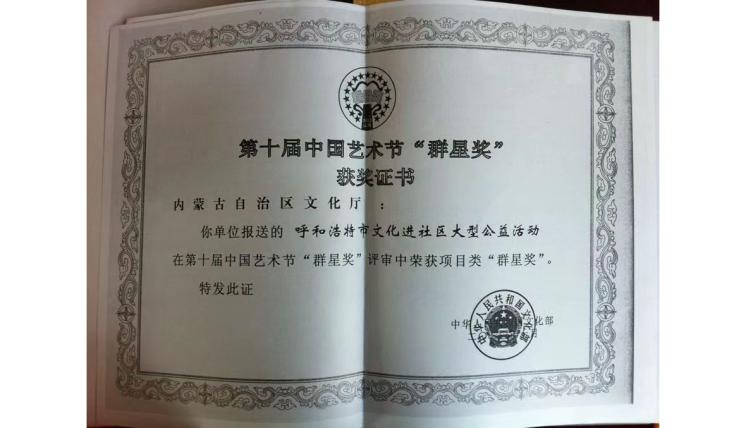 第十届中国艺术节“群星奖”
获奖证书
内蒙古自治区文化厅：
你单位报送的 呼和浩特市文化进社区大型公益活动
在第十届中国艺术节“群星奖”评审中荣获项目类“群星奖”。
特发此证
中华人民共和国文化部